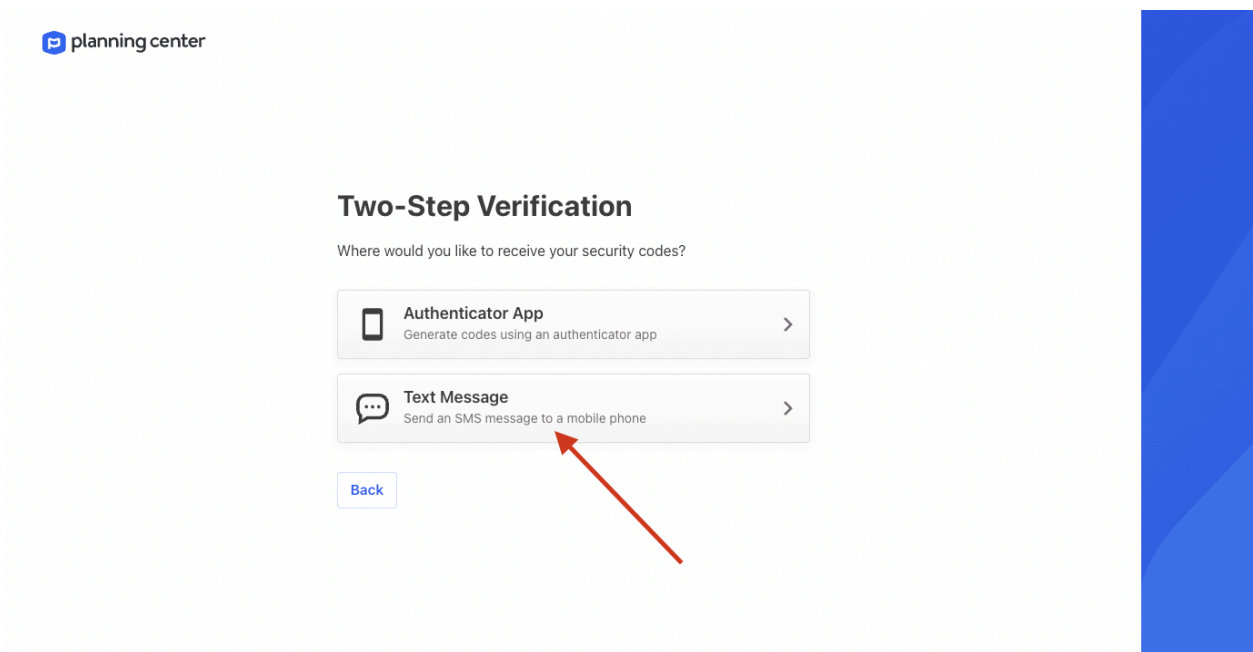 planning center
Two-Step Verification
Where would you like to receive your security codes?
Authenticator App
Generate codes using an authenticator app
Text Message
Send an SMS message to a mobile phone
Back